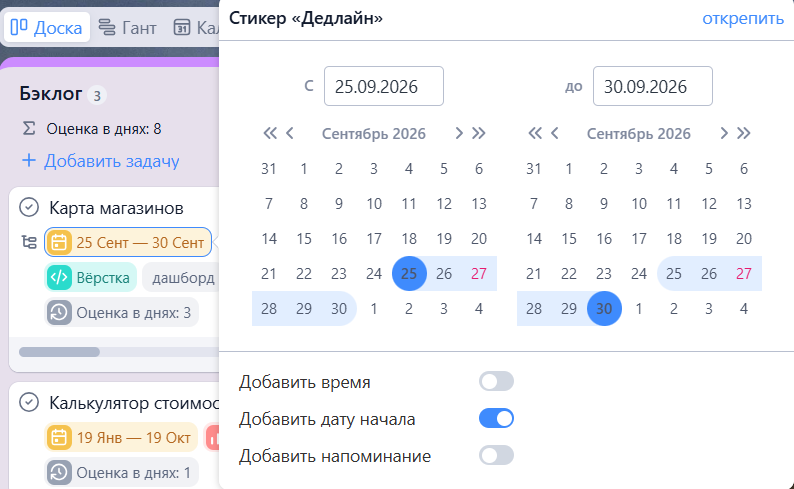 Доска
Гант
31
Стикер «Дедлайн»
открепить
Бэклог 3
Оценка в днях: 8
Добавить задачу
Карта магазинов
25 Сент — 30 Сент
Вёрстка
дашборд
Оценка в днях: 3
Калькулятор
19 Янв — 19 Окт
Оценка в днях: 1
С 25.09.2026
до 30.09.2026
Сентябрь 2026
31 1 2 3 4 5 6
7 8 9 10 11 12 13
14 15 16 17 18 19 20
21 22 23 24 25 26 27
28 29 30 1 2 3 4
Сентябрь 2026
31 1 2 3 4 5 6
7 8 9 10 11 12 13
14 15 16 17 18 19 20
21 22 23 24 25 26 27
28 29 30 1 2 3 4
Добавить время
Добавить дату начала
Добавить напоминание